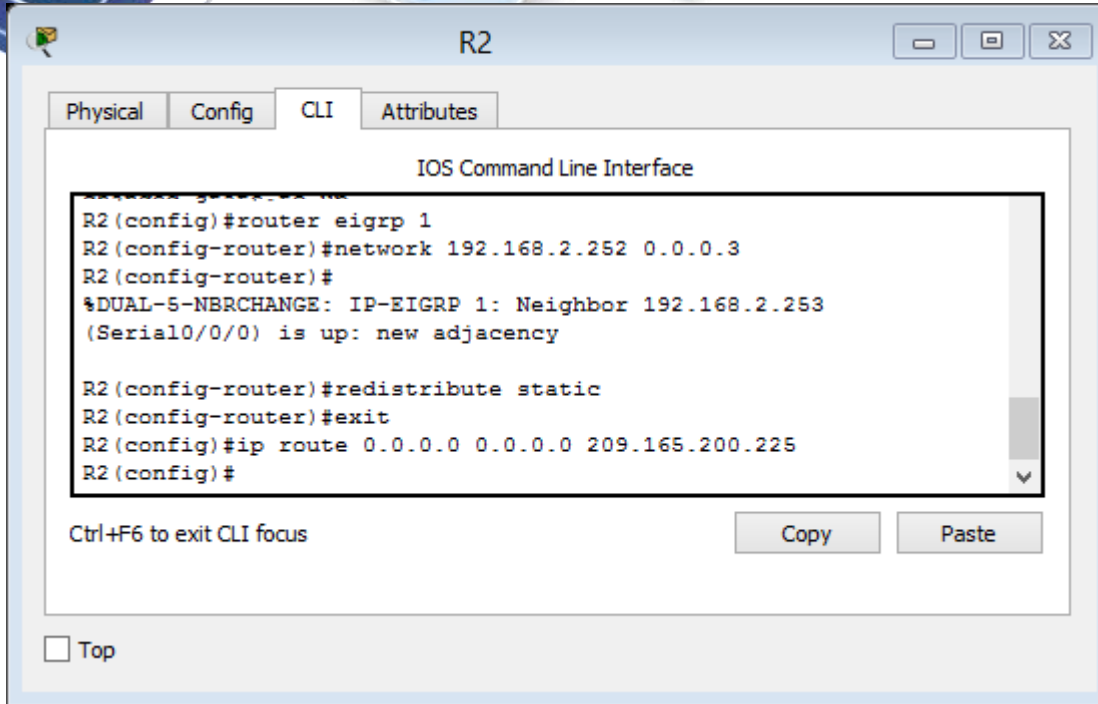 R2
Physical
Config
CLI
Attributes
IOS Command Line Interface
R2(config)#router eigrp 1
R2(config-router)#network 192.168.2.252 0.0.0.3
R2(config-router)#
%DUAL-5-NBRCHANGE: IP-EIGRP 1: Neighbor 192.168.2.253
(Serial0/0/0) is up: new adjacency
R2(config-router)#redistribute static
R2(config-router)#exit
R2(config)#ip route 0.0.0.0 0.0.0.0 209.165.200.225
R2(config)#
Ctrl+F6 to exit CLI focus
Copy
Paste
Top